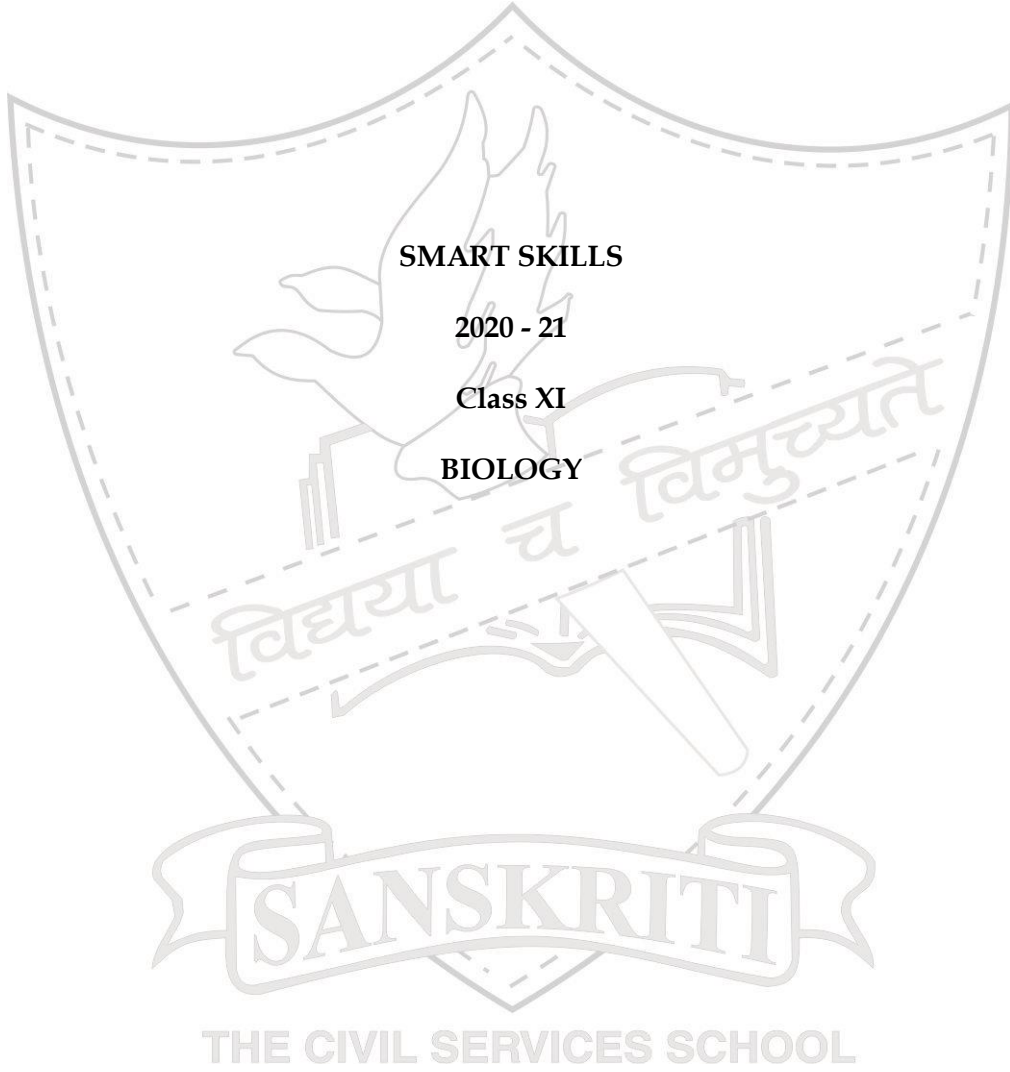 SMART SKILLS
2020 - 21
Class XI
BIOLOGY
विद्यया च विमुच्यते
SANSKRITI
THE CIVIL SERVICES SCHOOL